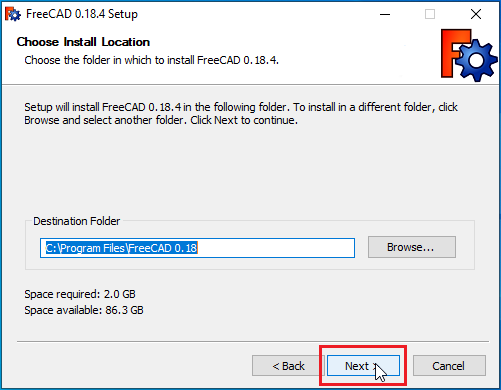 FreeCAD 0.18.4 Setup
Choose Install Location
Choose the folder in which to install FreeCAD 0.18.4.
Setup will install FreeCAD 0.18.4 in the following folder. To install in a different folder, click
Browse and select another folder. Click Next to continue.
Destination Folder
C:\Program Files\FreeCAD 0.18
Browse...
Space required: 2.0 GB
Space available: 86.3 GB
< Back
Next >
Cancel